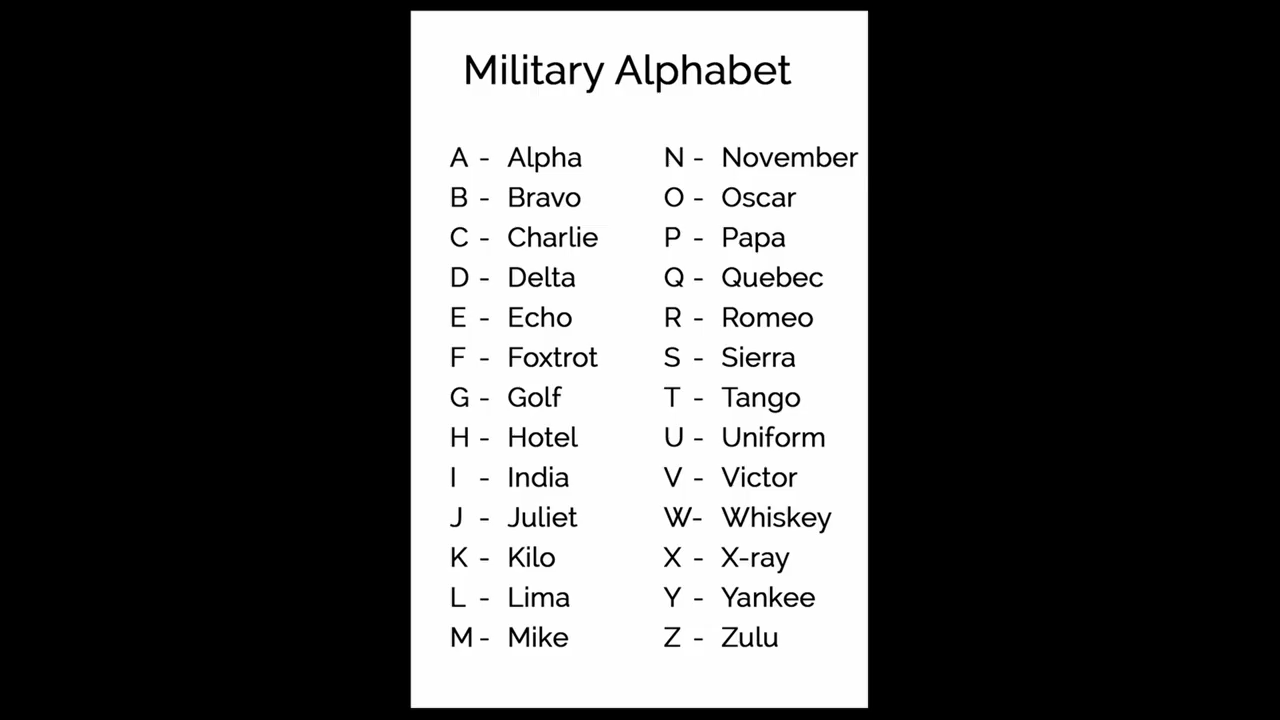 Military Alphabet
A - Alpha
B - Bravo
C - Charlie
D - Delta
E - Echo
F - Foxtrot
G - Golf
H - Hotel
I - India
J - Juliet
K - Kilo
L - Lima
M - Mike
N - November
O - Oscar
P - Papa
Q - Quebec
R - Romeo
S - Sierra
T - Tango
U - Uniform
V - Victor
W- Whiskey
X - X-ray
Y - Yankee
Z - Zulu